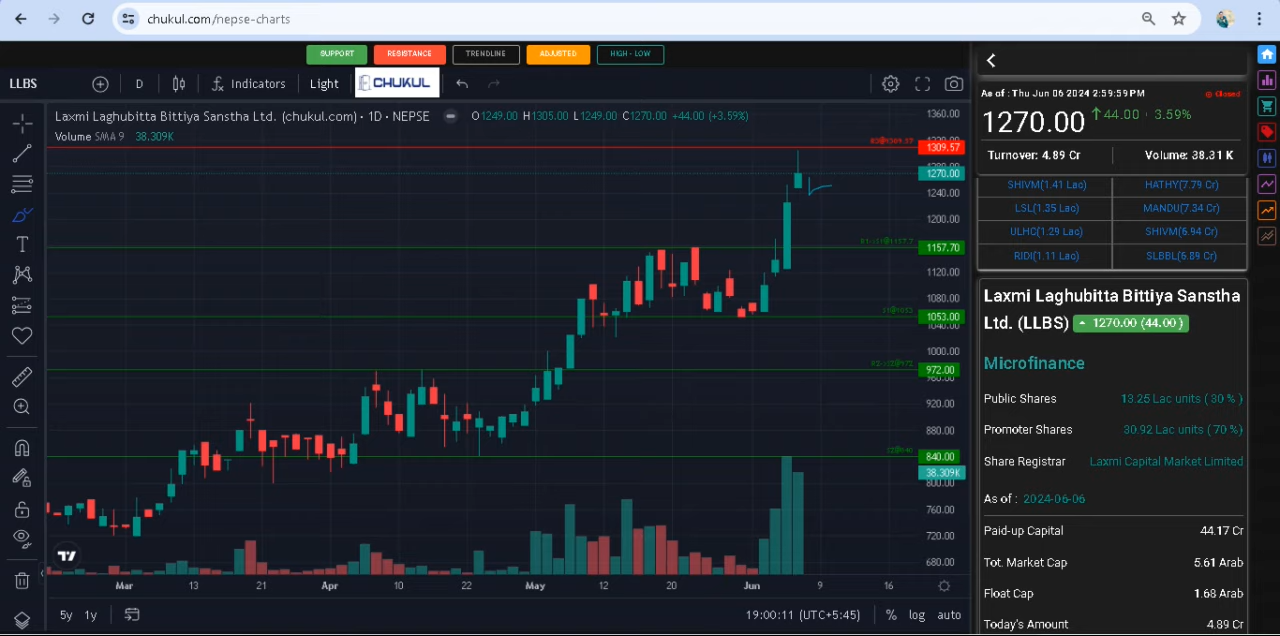 chukul.com/nepse-charts
SUPPORT RESISTANCE TRENDLINE ADJUSTED HIGH - LOW
LLBS D Indicators Light CHUKUL
Laxmi Laghubitta Bittiya Sanstha Ltd. (chukul.com) · 1D · NEPSE O1249.00 H1305.00 L1249.00 C1270.00 +44.00 (+3.59%)
Volume SMA 9 38.309K
1360.00
1309.57
1270.00
1240.00
1200.00
1157.70
1120.00
1080.00
S1@1053
1053.00
1040.00
1000.00
972.00
960.00
920.00
880.00
S2@840
840.00
38.309K
800.00
760.00
720.00
680.00
Mar 13 21 Apr 10 22 May 12 20 Jun 9 16
5y 1y 19:00:11 (UTC+5:45) % log auto
As of : Thu Jun 06 2024 2:59:59 PM Closed
1270.00 44.00 · 3.59%
Turnover: 4.89 Cr Volume: 38.31 K
SHIVM(1.41 Lac) HATHY(7.79 Cr)
LSL(1.35 Lac) MANDU(7.34 Cr)
ULHC(1.29 Lac) SHIVM(6.94 Cr)
RIDI(1.11 Lac) SLBBL(6.89 Cr)
Laxmi Laghubitta Bittiya Sanstha
Ltd. (LLBS) 1270.00 (44.00 )
Microfinance
Public Shares 13.25 Lac units ( 30 % )
Promoter Shares 30.92 Lac units ( 70 %)
Share Registrar Laxmi Capital Market Limited
As of : 2024-06-06
Paid-up Capital 44.17 Cr
Tot. Market Cap 5.61 Arab
Float Cap 1.68 Arab
Today's Amount 4.89 Cr